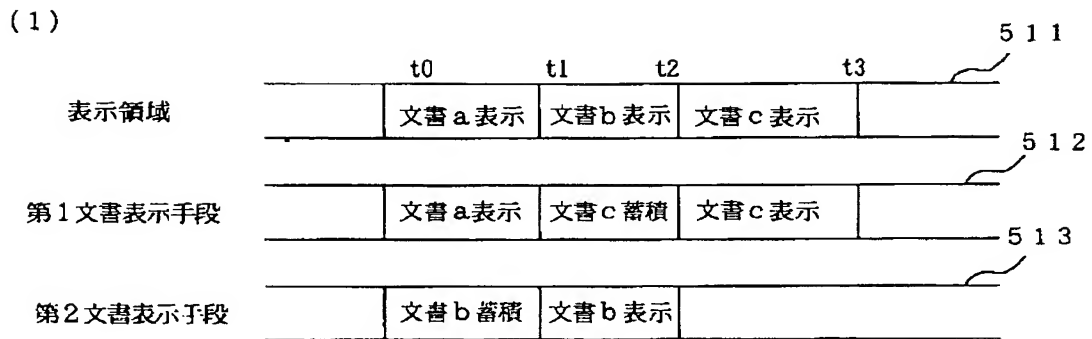 (1)
511
t0 t1 t2 t3
表示領域 文書a表示 文書b表示 文書c表示
512
第1文書表示手段 文書a表示 文書c蓄積 文書c表示
513
第2文書表示手段 文書b蓄積 文書b表示